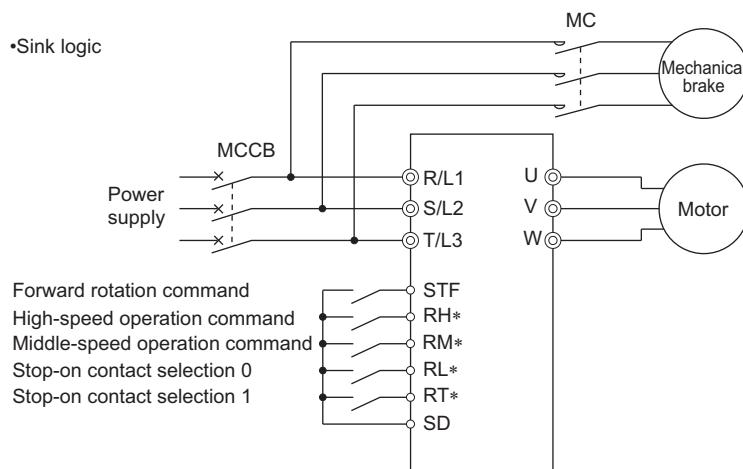 MC
•Sink logic
Mechanical
brake
MCCB
R/L1
U
Power
supply
S/L2
V
Motor
T/L3
W
Forward rotation command
STF
High-speed operation command
RH*
Middle-speed operation command
RM*
Stop-on contact selection 0
RL*
Stop-on contact selection 1
RT*
SD